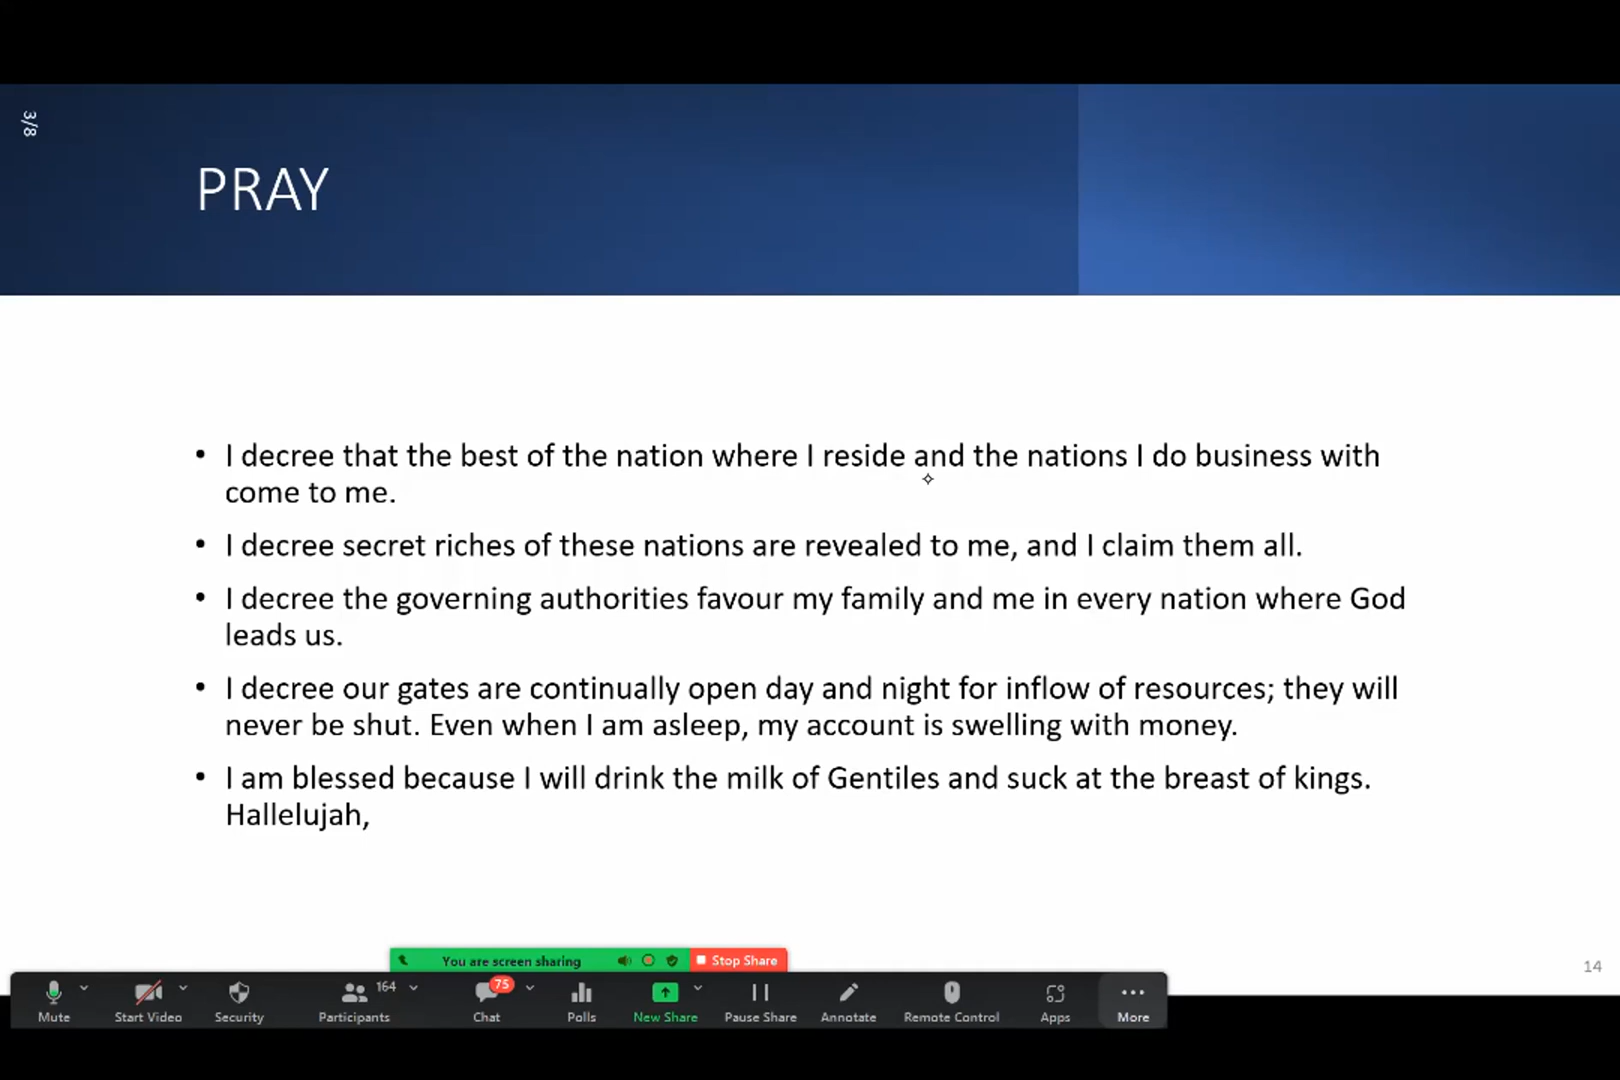 3/8
PRAY
• I decree that the best of the nation where I reside and the nations I do business with
come to me.
• I decree secret riches of these nations are revealed to me, and I claim them all.
• I decree the governing authorities favour my family and me in every nation where God
leads us.
• I decree our gates are continually open day and night for inflow of resources; they will
never be shut. Even when I am asleep, my account is swelling with money.
• I am blessed because I will drink the milk of Gentiles and suck at the breast of kings.
Hallelujah,
14
You are screen sharing Stop Share
164 75
Mute Start Video Security Participants Chat Polls New Share Pause Share Annotate Remote Control Apps More